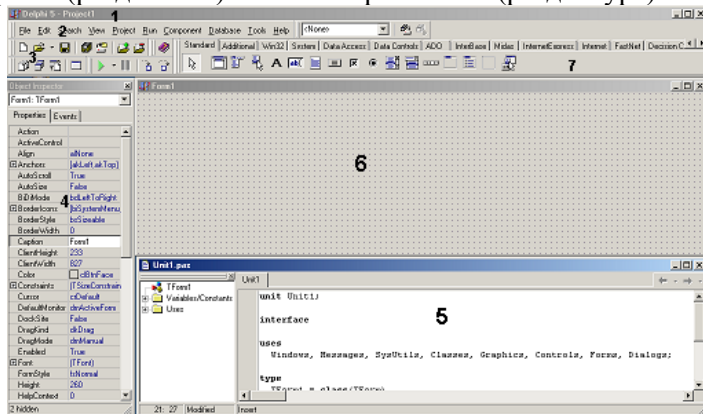 Delphi 5 - Project1 1
File Edit Search View Project Run Component Database Tools Help <None>
2
3
Standard Additional Win32 System Data Access Data Controls ADO InterBase Midas InternetExpress Internet FastNet Decision C
7
Object Inspector
Form1: TForm1
Properties Events
Action
ActiveControl
Align alNone
Anchors [akLeft,akTop]
AutoScroll True
AutoSize False
BiDiMode bdLeftToRight
4
BorderIcons [biSystemMenu,
BorderStyle bsSizeable
BorderWidth 0
Caption Form1
ClientHeight 233
ClientWidth 827
Color clBtnFace
Constraints (TSizeConstrain
Cursor crDefault
DefaultMonitor dmActiveForm
DockSite False
DragKind dkDrag
DragMode dmManual
Enabled True
Font (TFont)
FormStyle fsNormal
Height 260
HelpContext 0
2 hidden
Form1
6
Unit1.pas
TForm1
Variables/Constants
Uses
Unit1
unit Unit1;
interface
5
uses
Windows, Messages, SysUtils, Classes, Graphics, Controls, Forms, Dialogs;
type
TForm1 = class(TForm)
21: 27 Modified Insert